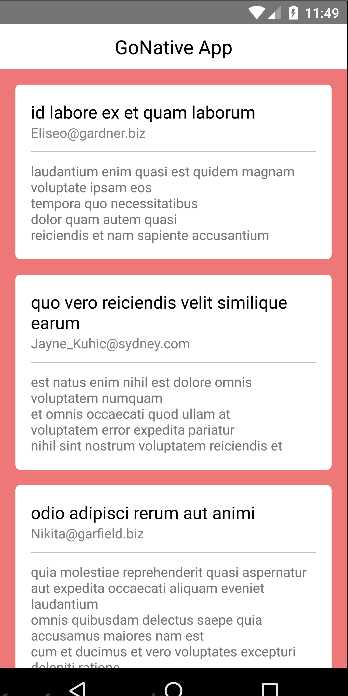 11:49
GoNative App
id labore ex et quam laborum
Eliseo@gardner.biz
laudantium enim quasi est quidem magnam
voluptate ipsam eos
tempora quo necessitatibus
dolor quam autem quasi
reiciendis et nam sapiente accusantium
quo vero reiciendis velit similique
earum
Jayne_Kuhic@sydney.com
est natus enim nihil est dolore omnis
voluptatem numquam
et omnis occaecati quod ullam at
voluptatem error expedita pariatur
nihil sint nostrum voluptatem reiciendis et
odio adipisci rerum aut animi
Nikita@garfield.biz
quia molestiae reprehenderit quasi aspernatur
aut expedita occaecati aliquam eveniet
laudantium
omnis quibusdam delectus saepe quia
accusamus maiores nam est
cum et ducimus et vero voluptates excepturi
deleniti ratione